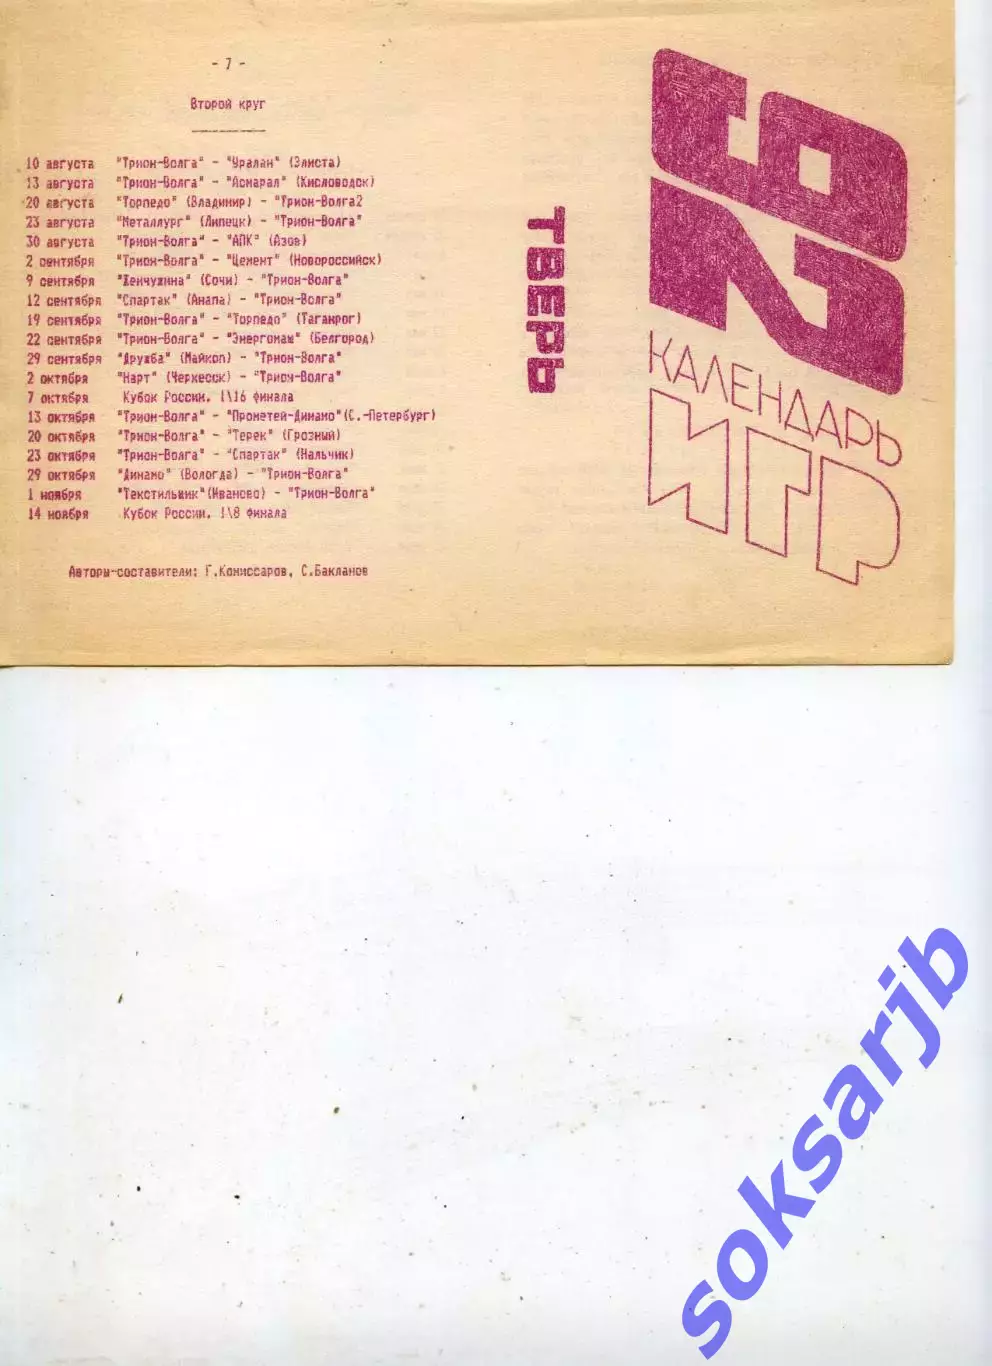 - 7 -
Второй круг
10 августа "Трион-Волга" - "Уралан" (Элиста)
13 августа "Трион-Волга" - "Асмарал" (Кисловодск)
20 августа "Торпедо" (Владимир) - "Трион-Волга2
23 августа "Металлург" (Липецк) - "Трион-Волга"
30 августа "Трион-Волга" - "АПК" (Азов)
2 сентября "Трион-Волга" - "Цемент" (Новороссийск)
9 сентября "Жемчужина" (Сочи) - "Трион-Волга"
12 сентября "Спартак" (Анапа) - "Трион-Волга"
19 сентября "Трион-Волга" - "Торпедо" (Таганрог)
22 сентября "Трион-Волга" - "Энергомаш" (Белгород)
29 сентября "Дружба" (Майкоп) - "Трион-Волга"
2 октября "Нарт" (Черкесск) - "Трион-Волга"
7 октября Кубок России. 1\16 финала
13 октября "Трион-Волга" - "Прометей-Динамо"(С.-Петербург)
20 октября "Трион-Волга" - "Терек" (Грозный)
23 октября "Трион-Волга" - "Спартак" (Нальчик)
29 октября "Динамо" (Вологда) - "Трион-Волга"
1 ноября "Текстильщик"(Иваново) - "Трион-Волга"
14 ноября Кубок России. 1\8 финала
Авторы-составители: Г.Комиссаров, С.Бакланов
ТВЕРЬ
92
КАЛЕНДАРЬ
ИГР
soksarjb